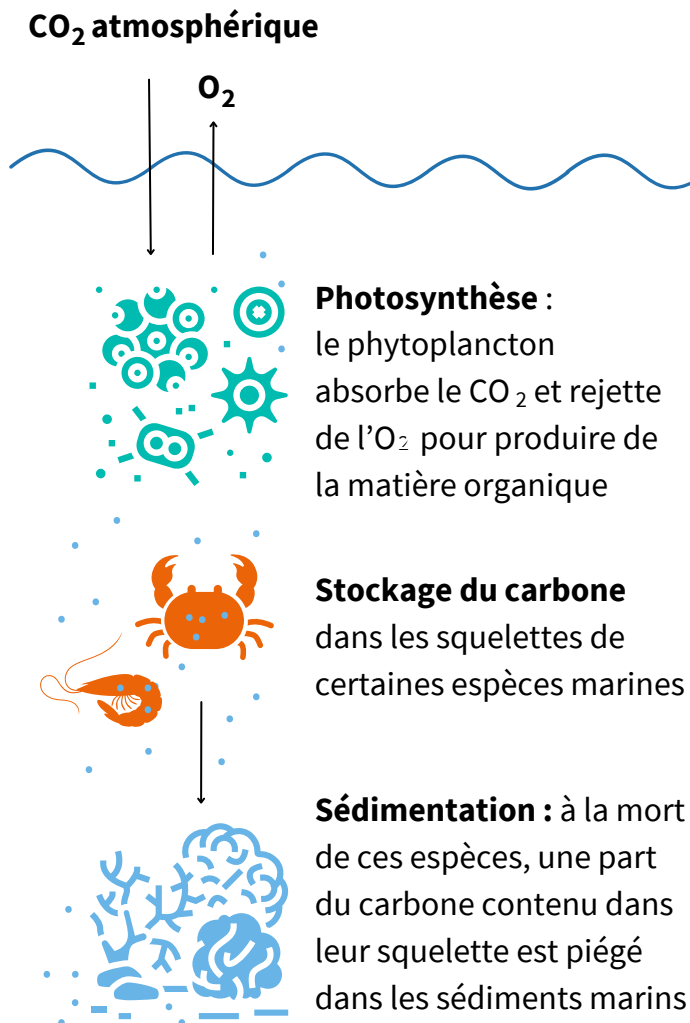 CO₂ atmosphérique
O₂
Photosynthèse :
le phytoplancton
absorbe le CO ₂ et rejette
de l’O₂ pour produire de
la matière organique
Stockage du carbone
dans les squelettes de
certaines espèces marines
Sédimentation : à la mort
de ces espèces, une part
du carbone contenu dans
leur squelette est piégé
dans les sédiments marins